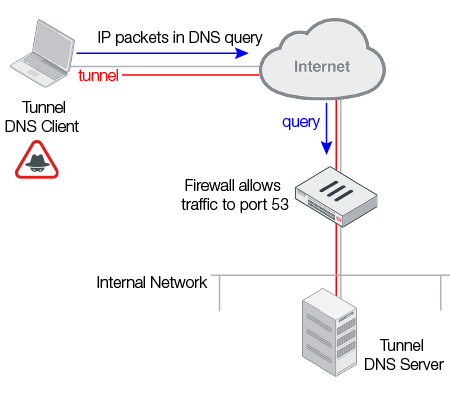 IP packets in DNS query
Internet
tunnel
Tunnel
DNS Client
query
Firewall allows
traffic to port 53
Internal Network
Tunnel
DNS Server